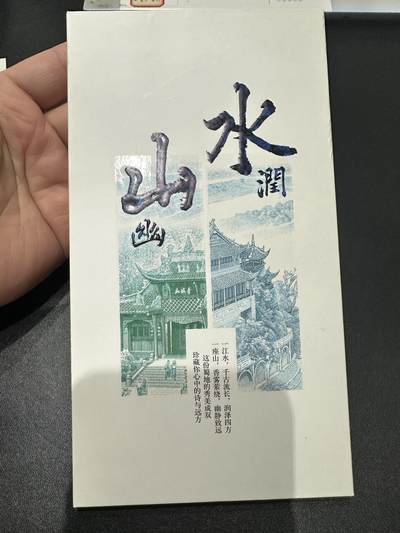 水潤
山幽
一江水，千古流长，润泽四方
一座山，香雾萦绕，幽静致远
这份蜀地的秀美成双
珍藏你心中的诗与远方